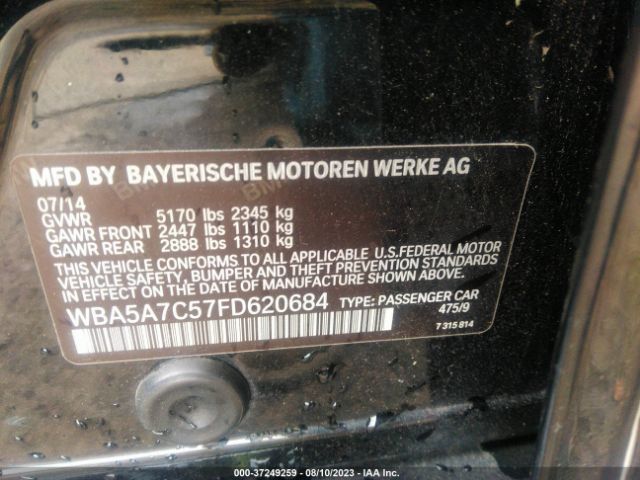 MFD BY BAYERISCHE MOTOREN WERKE AG
07/14
GVWR 5170 lbs 2345 kg
GAWR FRONT 2447 lbs 1110 kg
GAWR REAR 2888 lbs 1310 kg
THIS VEHICLE CONFORMS TO ALL APPLICABLE U.S.FEDERAL MOTOR
VEHICLE SAFETY, BUMPER AND THEFT PREVENTION STANDARDS
IN EFFECT ON THE DATE OF MANUFACTURE SHOWN ABOVE.
WBA5A7C57FD620684 TYPE: PASSENGER CAR
475/9
7 315 814
000-37249259 - 08/10/2023 - IAA Inc.